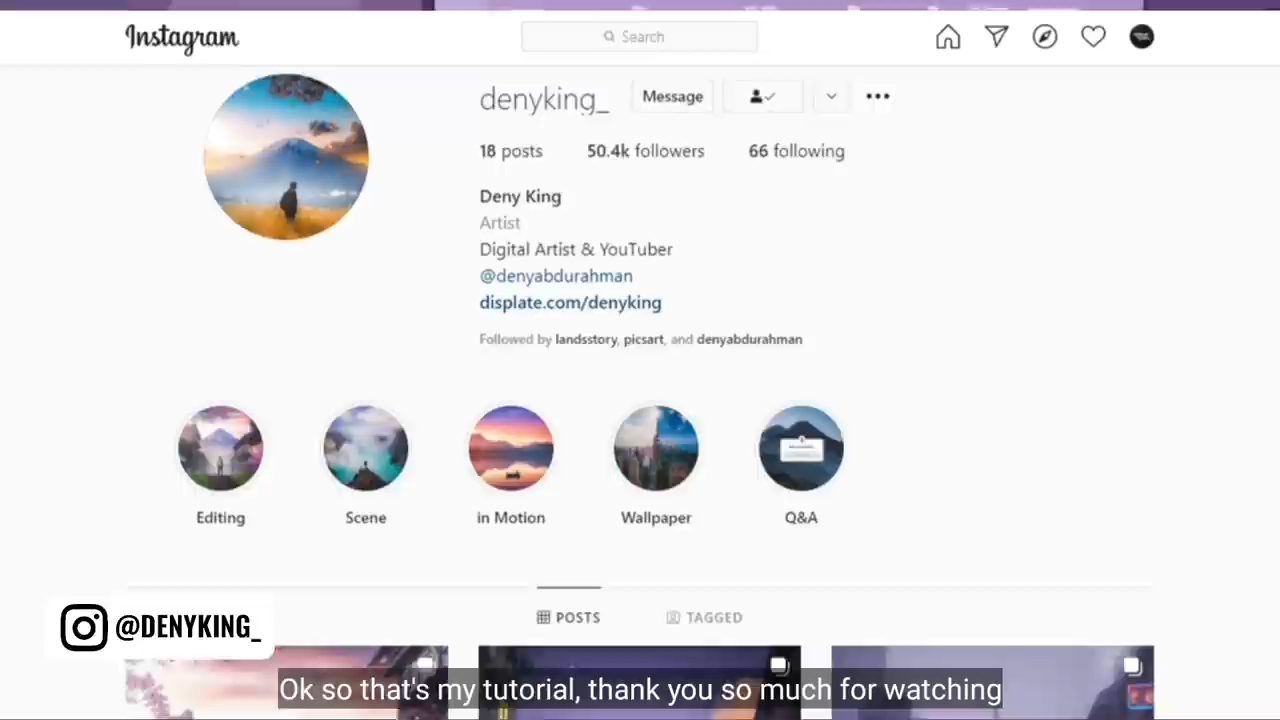 Instagram
Search
denyking_
Message
18 posts 50.4k followers 66 following
Deny King
Artist
Digital Artist & YouTuber
@denyabdurahman
displate.com/denyking
Followed by landsstory, picsart, and denyabdurahman
Editing Scene in Motion Wallpaper Q&A
POSTS TAGGED
@DENYKING_
Ok so that's my tutorial, thank you so much for watching